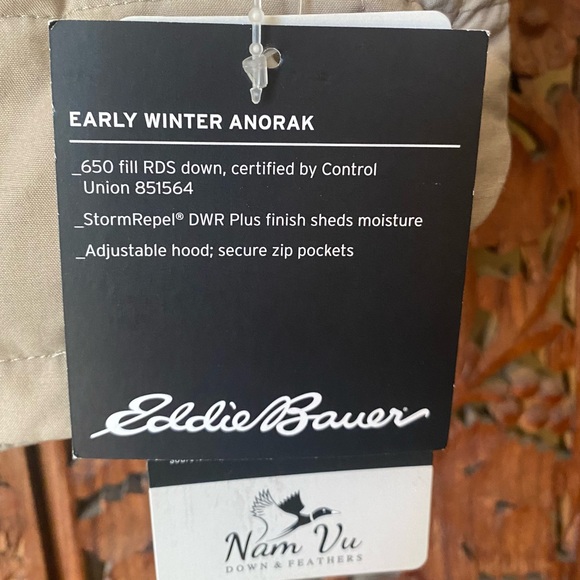 EARLY WINTER ANORAK
_650 fill RDS down, certified by Control
Union 851564
_StormRepel® DWR Plus finish sheds moisture
_Adjustable hood; secure zip pockets
Eddie Bauer®
Nam Vu
DOWN & FEATHERS